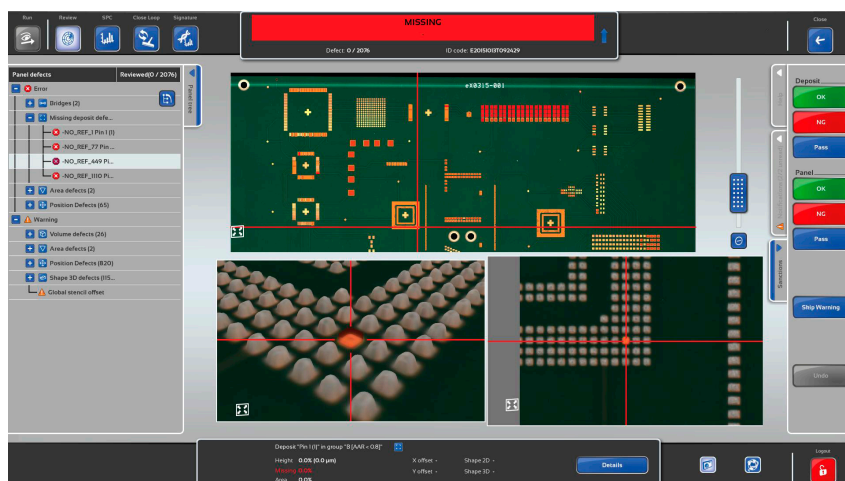 Run Review SPC Close Loop Signature
MISSING
Defect: 0 / 2076 ID code: E20151013T092429
Close
Panel defects Reviewed(0 / 2076)
Error
Bridges (2)
Missing deposit defe...
-NO_REF_1 Pin 1 (1)
-NO_REF_77 Pin ...
-NO_REF_449 Pi...
-NO_REF_1110 Pi...
Area defects (2)
Position Defects (65)
Warning
Volume defects (26)
Area defects (2)
Position Defects (820)
Shape 3D defects (115...
Global stencil offset
Panel tree
Help
Sanctions
Deposit
OK
NG
Pass
Panel
OK
NG
Pass
Skip Warning
Undo
Deposit "Pin 1 (1)" in group "B [AAR < 0.8]"
Height 0.0% (0.0 µm) X offset - Shape 2D -
Missing 0.0% Y offset - Shape 3D -
Area 0.0%
Details
Logout